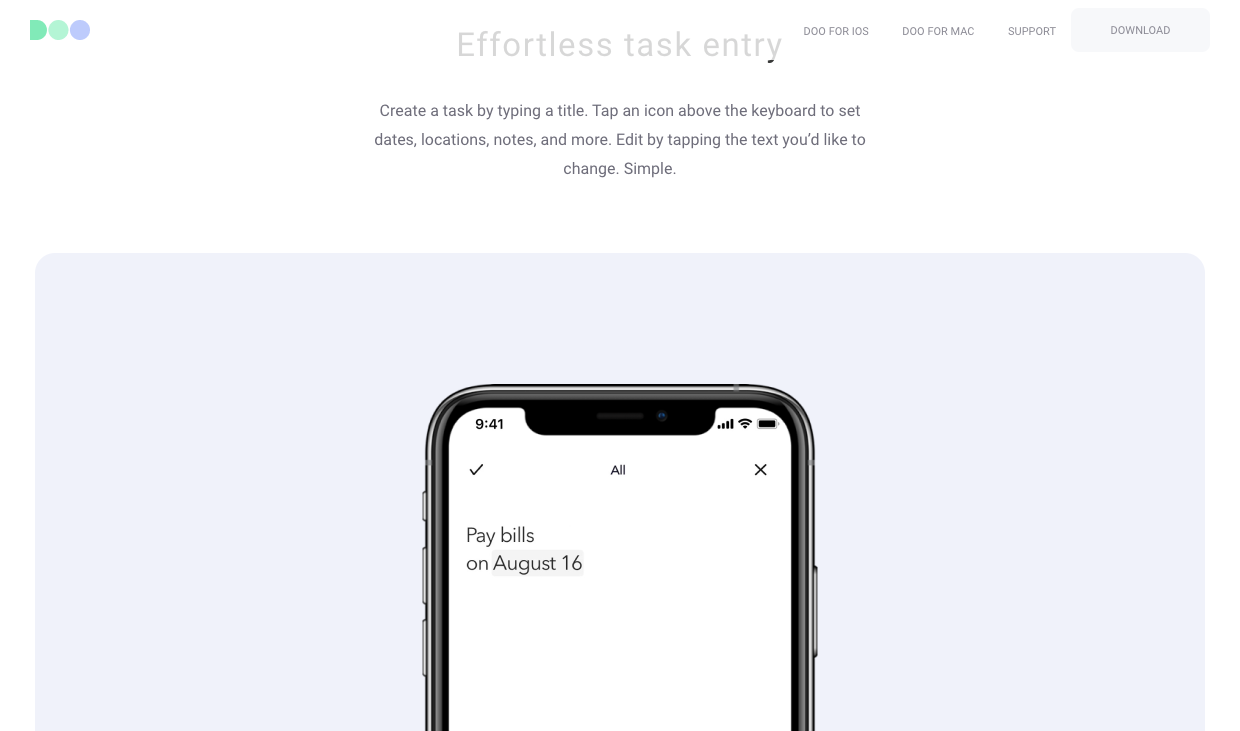 DOO
Effortless task entry
DOO FOR IOS
DOO FOR MAC
SUPPORT
DOWNLOAD
Create a task by typing a title. Tap an icon above the keyboard to set
dates, locations, notes, and more. Edit by tapping the text you’d like to
change. Simple.
9:41
All
Pay bills
on August 16